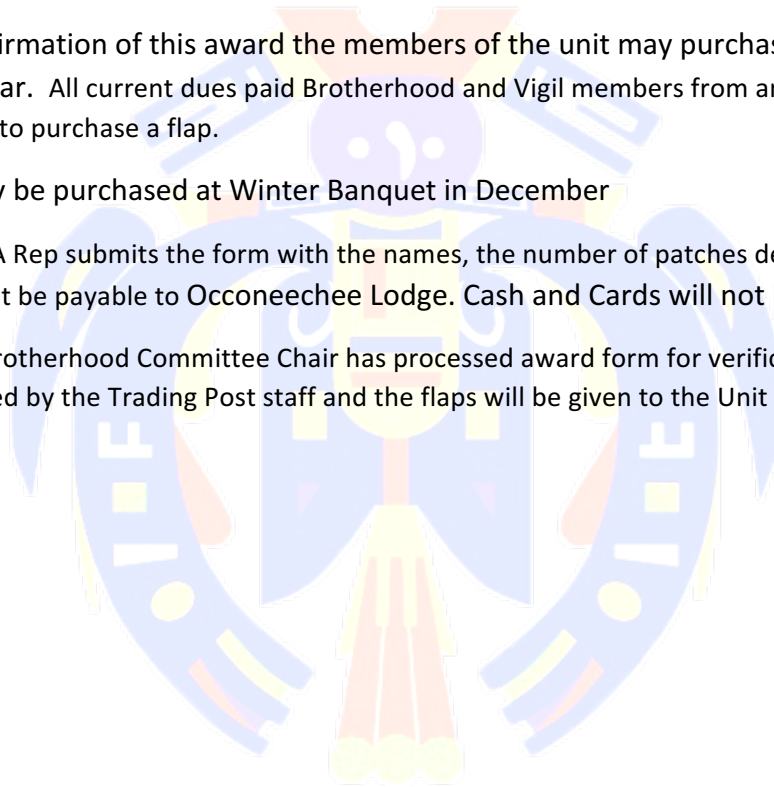 irmation of this award the members of the unit may purchas
ar. All current dues paid Brotherhood and Vigil members from an
to purchase a flap.
be purchased at Winter Banquet in December
A Rep submits the form with the names, the number of patches de
t be payable to Occoneechee Lodge. Cash and Cards will not
rotherhood Committee Chair has processed award form for verific
ed by the Trading Post staff and the flaps will be given to the Unit